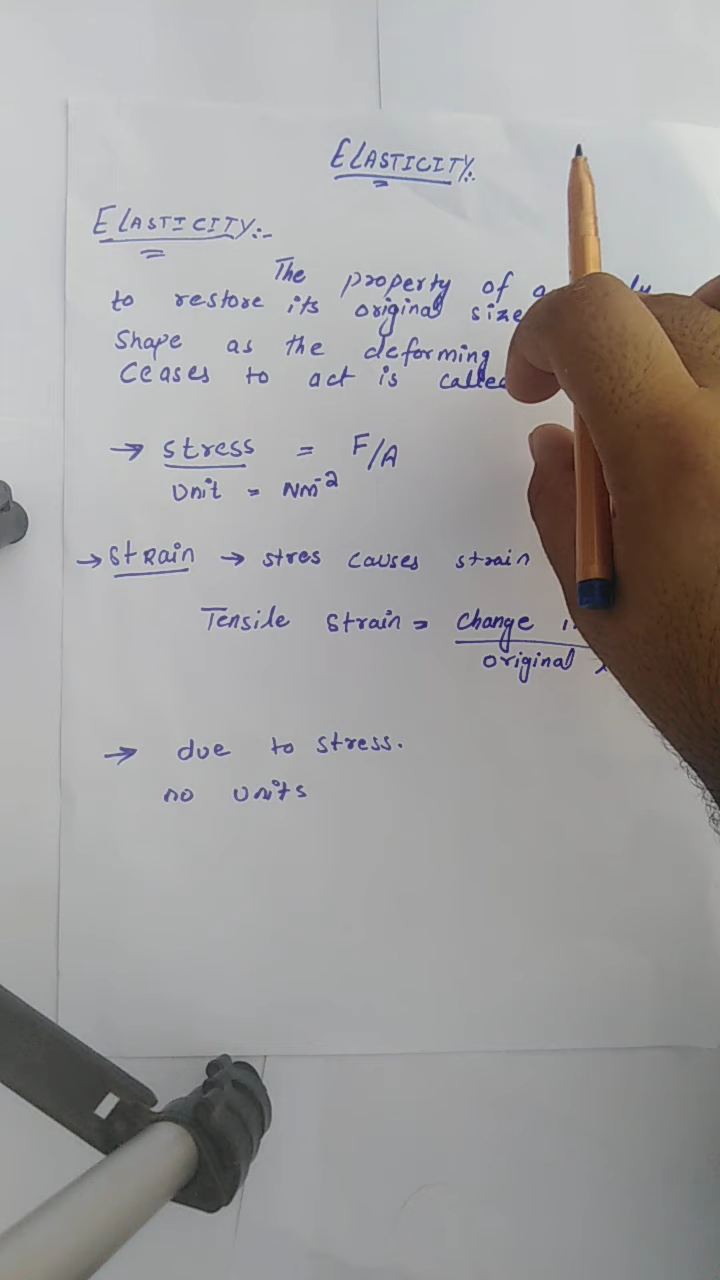 ELASTICITY:
ELASTICITY:-
The property of a
to restore its original size
shape as the deforming
ceases to act is called
→ stress = F/A
Unit = Nm⁻²
→ StRain → stres causes strain
Tensile strain = change
original
→ due to stress.
no units